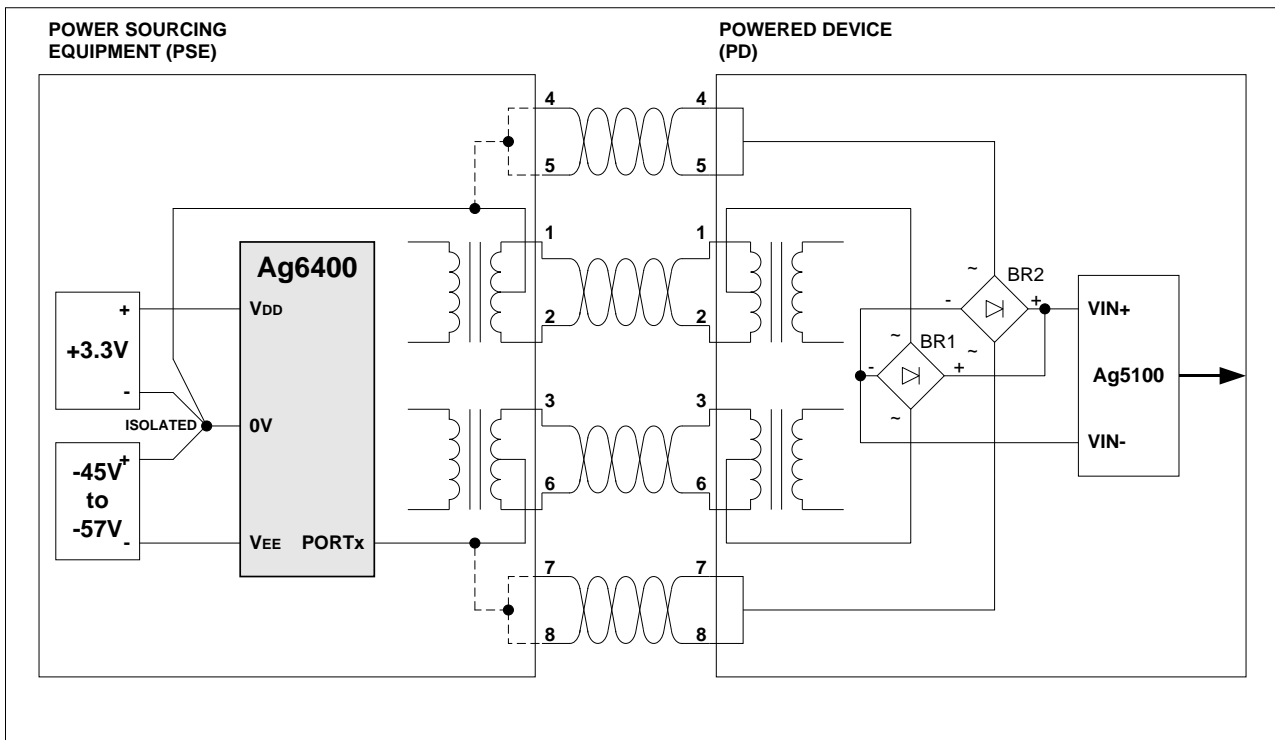 POWER SOURCING
EQUIPMENT (PSE)
POWERED DEVICE
(PD)
4
4
5
5
1
1
Ag6400
BR2
~
VDD
-
+
VIN+
+
+3.3V
-
2
2
~
BR1
~
-
+
Ag5100
ISOLATED
0V
3
3
~
VIN-
+
-45V
to
-57V
-
6
6
VEE
PORTx
7
7
8
8